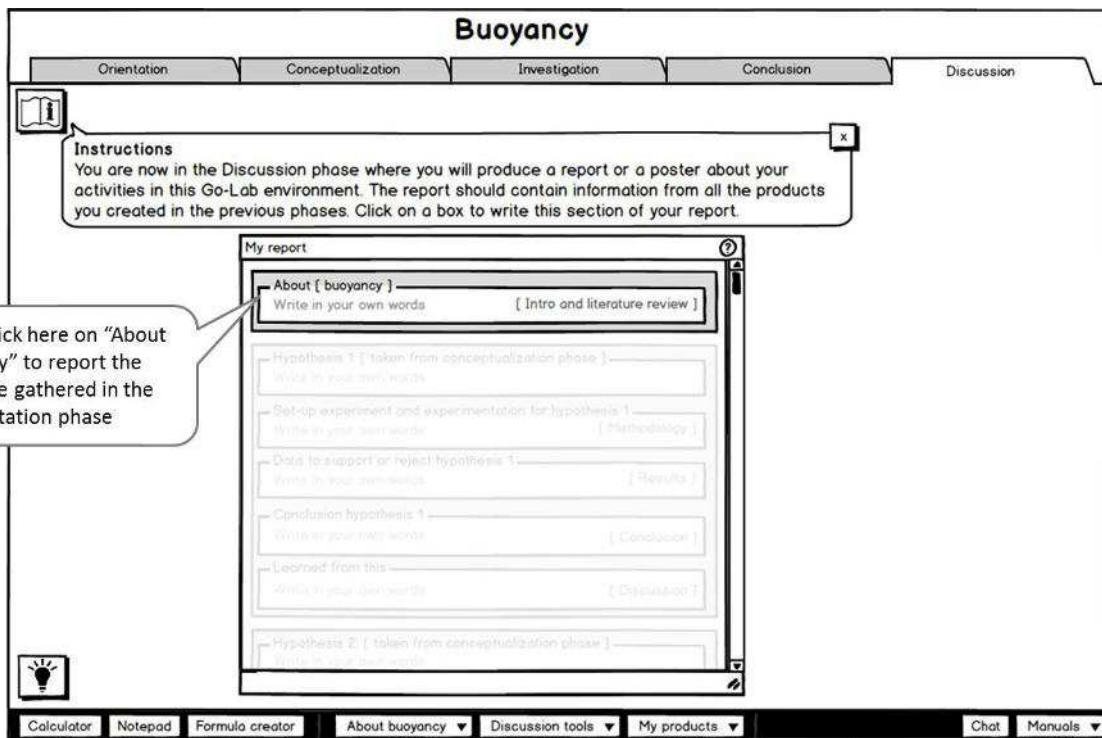 Buoyancy
Orientation
Conceptualization
Investigation
Conclusion
Discussion
Instructions
You are now in the Discussion phase where you will produce a report or a poster about your
activities in this Go-Lab environment. The report should contain information from all the products
you created in the previous phases. Click on a box to write this section of your report.
x
My report
?
About [ buoyancy ]
Write in your own words [ Intro and literature review ]
ick here on “About
y” to report the
e gathered in the
tation phase
Hypothesis 1 [ taken from conceptualization phase ]
Write in your own words
Set-up experiment and experimentation for hypothesis 1
Write in your own words [ Methodology ]
Data to support or reject hypothesis 1
Write in your own words [ Results ]
Conclusion hypothesis 1
Write in your own words [ Conclusion ]
Learned from this
Write in your own words [ Discussion ]
Hypothesis 2 [ taken from conceptualization phase ]
Write in your own words
Calculator Notepad Formula creator About buoyancy Discussion tools My products Chat Manuals